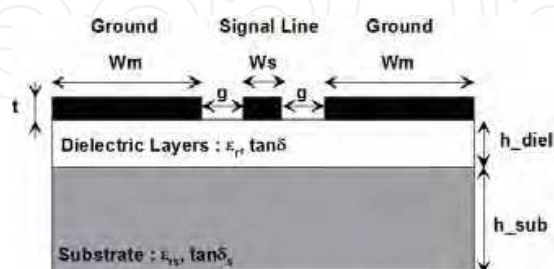 Ground Signal Line Ground
Wm Ws Wm
g g
t
Dielectric Layers : εr, tanδ
h_diel
h_sub
Substrate : εrs, tanδs